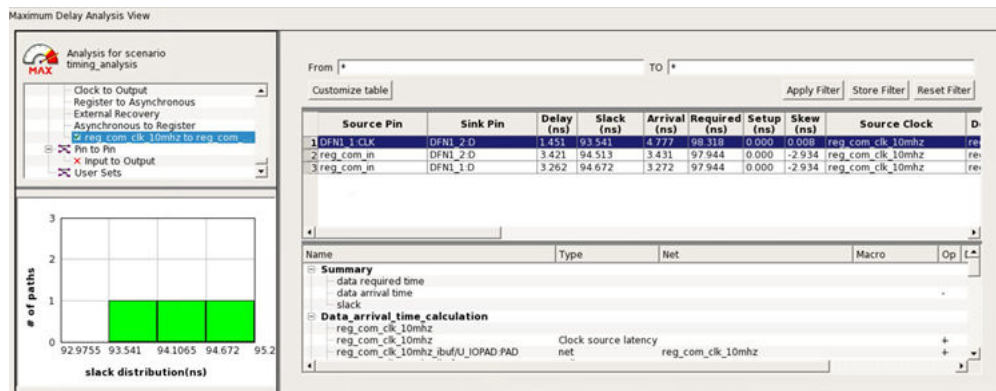 Maximum Delay Analysis View
MAX
Analysis for scenario
timing_analysis
Clock to Output
Register to Asynchronous
External Recovery
Asynchronous to Register
reg_com_clk_10mhz to reg_com_
Pin to Pin
Input to Output
User Sets
From *
TO *
Customize table
Apply Filter Store Filter Reset Filter
Source Pin Sink Pin Delay (ns) Slack (ns) Arrival (ns) Required (ns) Setup (ns) Skew (ns) Source Clock D
1 DFN1_1:CLK DFN1_2:D 1.451 93.541 4.777 98.318 0.000 0.008 reg_com_clk_10mhz re
2 reg_com_in DFN1_2:D 3.421 94.513 3.431 97.944 0.000 -2.934 reg_com_clk_10mhz re
3 reg_com_in DFN1_1:D 3.262 94.672 3.272 97.944 0.000 -2.934 reg_com_clk_10mhz re
3
2
1
0
# of paths
92.9755 93.541 94.1065 94.672 95.2
slack distribution(ns)
Name Type Net Macro Op
Summary
data required time
data arrival time -
slack
Data_arrival_time_calculation
reg_com_clk_10mhz
reg_com_clk_10mhz Clock source latency +
reg_com_clk_10mhz_ibuf/U_IOPAD:PAD net reg_com_clk_10mhz +